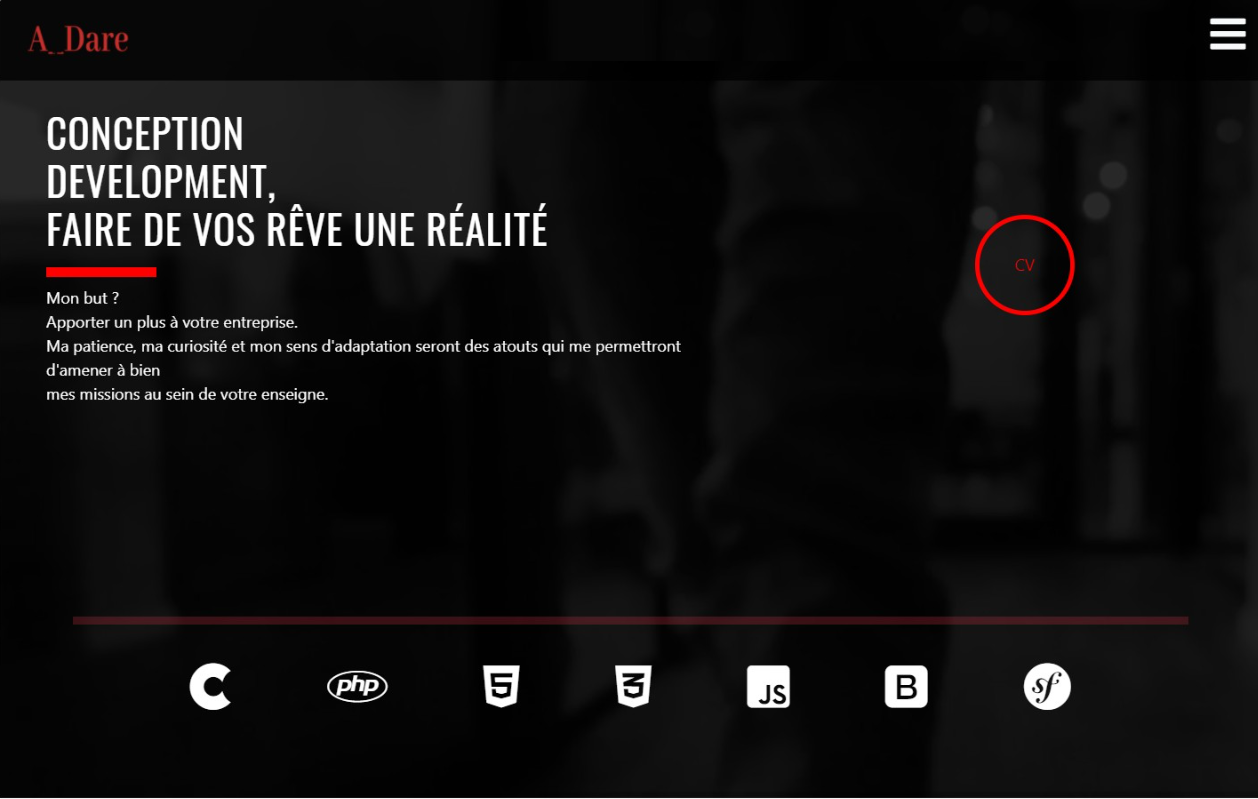 A_Dare
CONCEPTION
DEVELOPMENT,
FAIRE DE VOS RÊVE UNE RÉALITÉ
CV
Mon but ?
Apporter un plus à votre entreprise.
Ma patience, ma curiosité et mon sens d'adaptation seront des atouts qui me permettront
d'amener à bien
mes missions au sein de votre enseigne.
C php 5 3 JS B sf